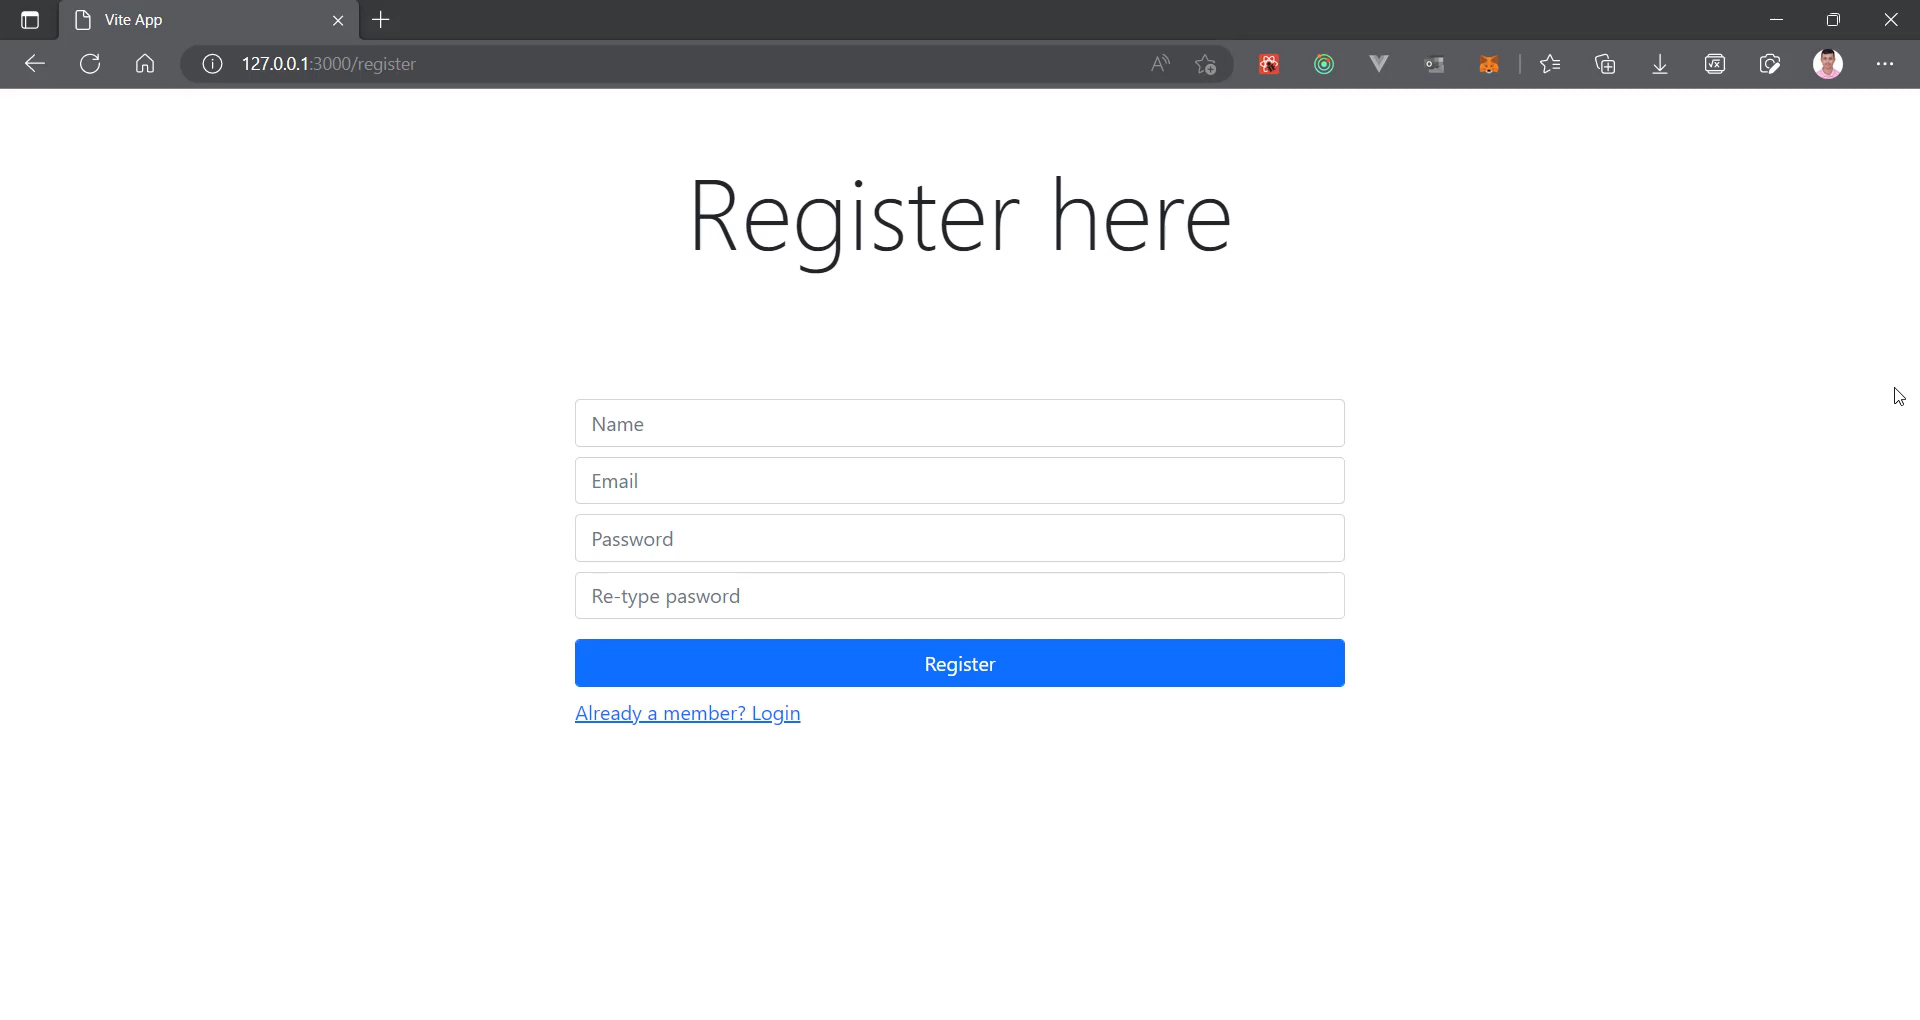 Vite App
127.0.0.1:3000/register
Register here
Name
Email
Password
Re-type pasword
Register
Already a member? Login